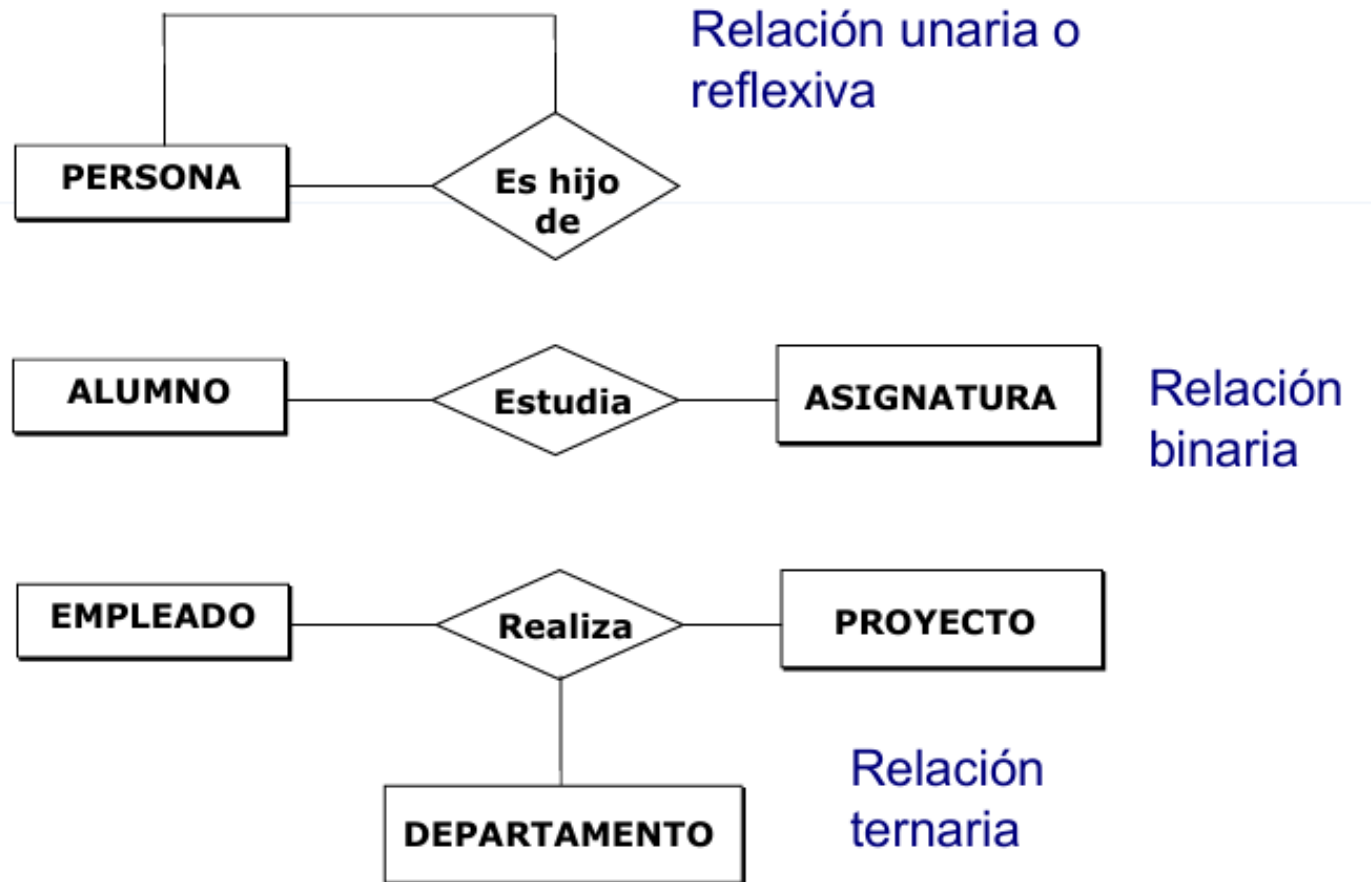 Relación unaria o
reflexiva
PERSONA
Es hijo
de
ALUMNO
Estudia
ASIGNATURA
Relación
binaria
EMPLEADO
Realiza
PROYECTO
Relación
ternaria
DEPARTAMENTO